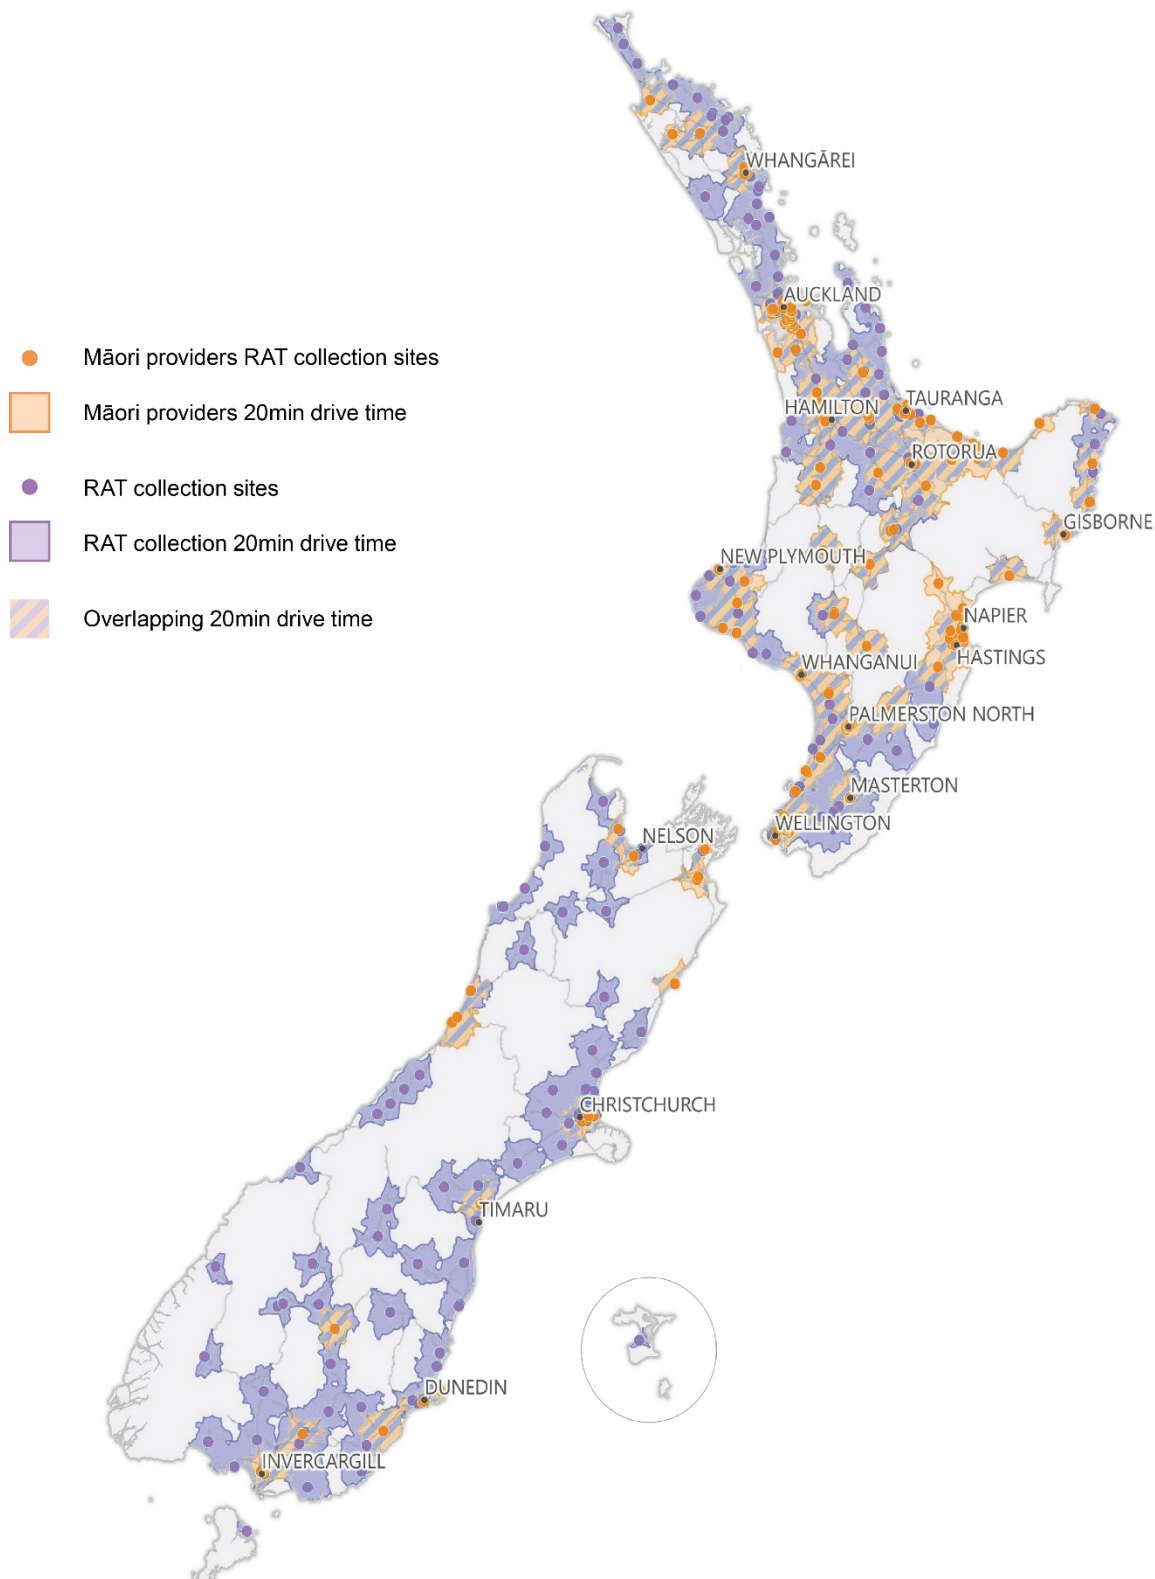 WHANGĀREI
AUCKLAND
Māori providers RAT collection sites
Māori providers 20min drive time
HAMILTON
TAURANGA
ROTORUA
RAT collection sites
GISBORNE
RAT collection 20min drive time
NEW PLYMOUTH
Overlapping 20min drive time
NAPIER
HASTINGS
WHANGANUI
PALMERSTON NORTH
MASTERTON
WELLINGTON
NELSON
CHRISTCHURCH
TIMARU
DUNEDIN
INVERCARGILL